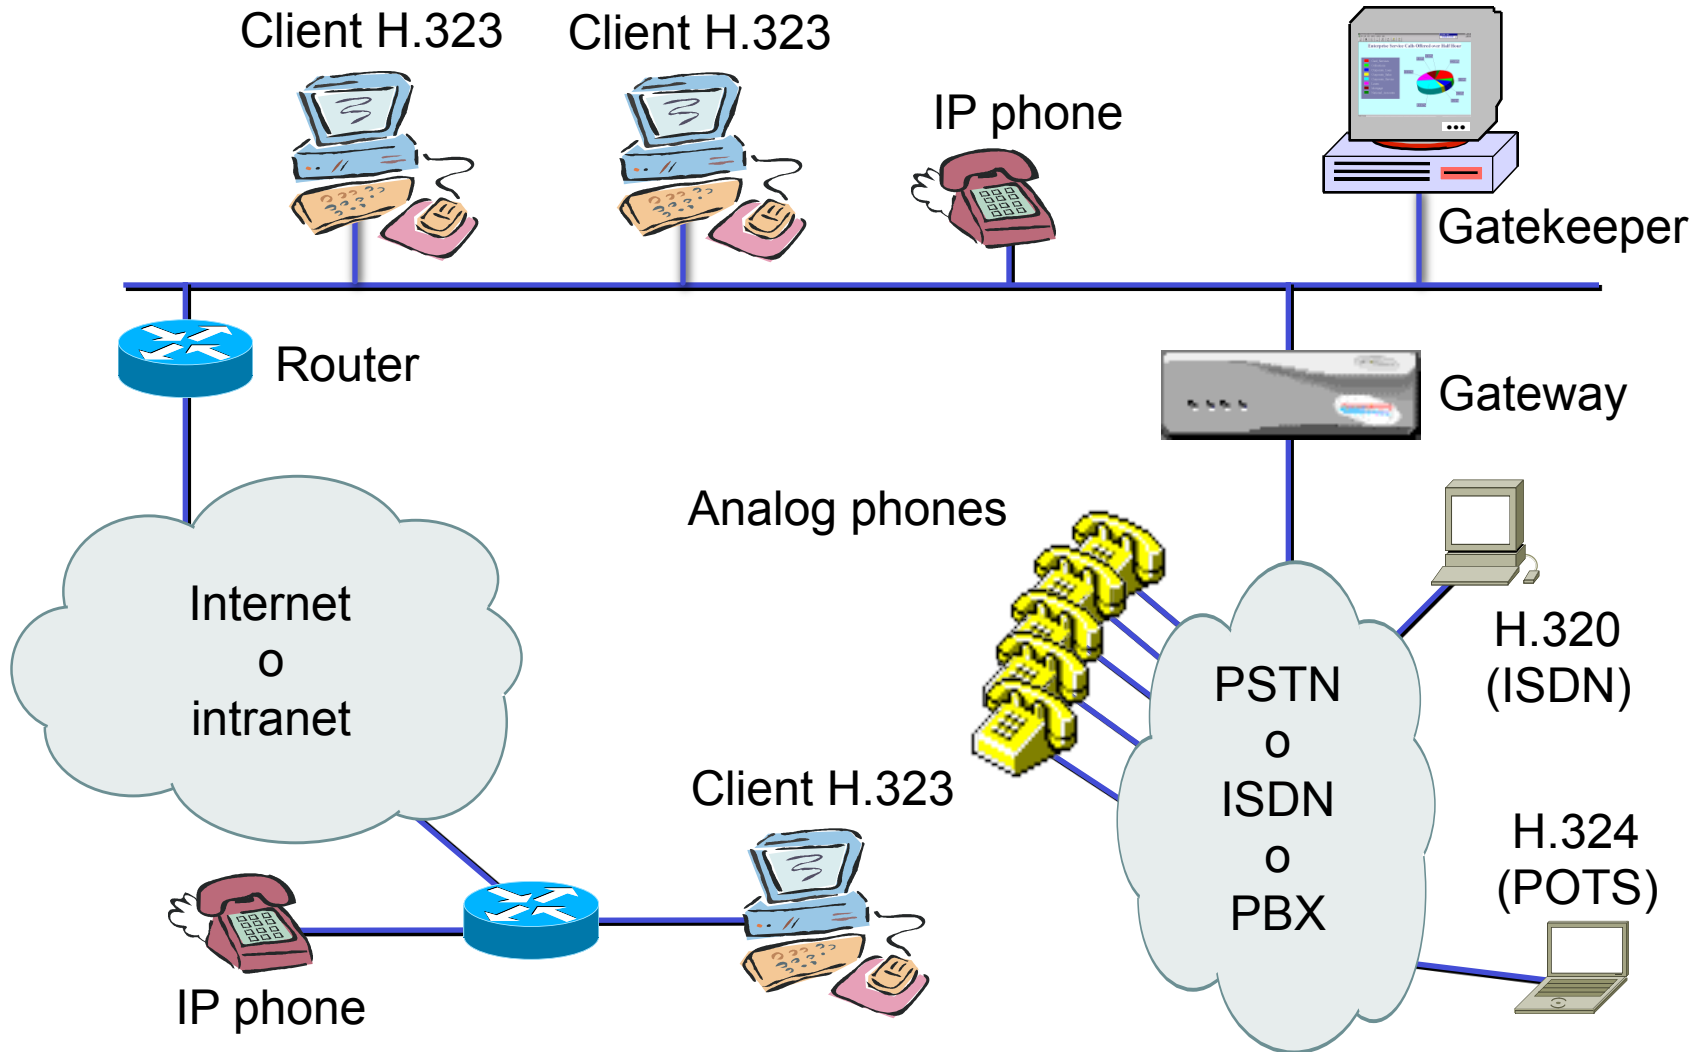 Client H.323
Client H.323
IP phone
Gatekeeper
Router
Gateway
Analog phones
Internet
o
intranet
PSTN
o
ISDN
o
PBX
H.320
(ISDN)
Client H.323
H.324
(POTS)
IP phone